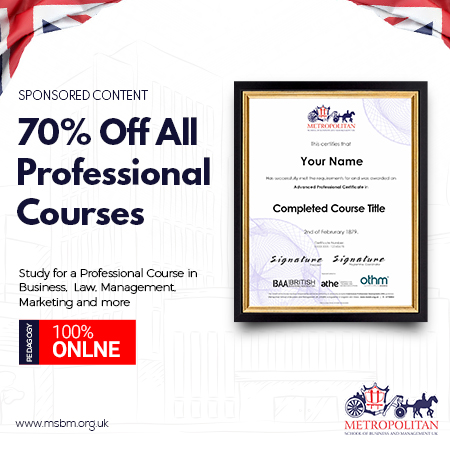 SPONSORED CONTENT
70% Off All
Professional
Courses
Study for a Professional Course in
Business, Law, Management,
Marketing and more
PEDAGOGY
100%
ONLNE
www.msbm.org.uk
METROPOLITAN
This certifies that
Your Name
Has successfully met the requirements for and was awarded an
Advanced Professional Certificate in
Completed Course Title
2nd of February 1879.
Certificate Number
Signature Signature
BAA BRITISH athe othm
METROPOLITAN
SCHOOL OF BUSINESS AND MANAGEMENT UK